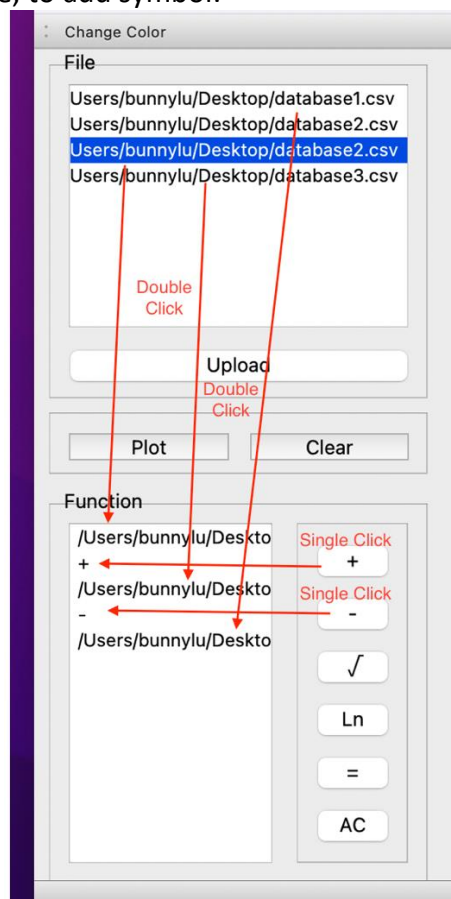 to add symbol.
Change Color
File
Users/bunnylu/Desktop/database1.csv
Users/bunnylu/Desktop/database2.csv
Users/bunnylu/Desktop/database2.csv
Users/bunnylu/Desktop/database3.csv
Double
Click
Upload
Double
Click
Plot
Clear
Function
/Users/bunnylu/Deskto
+
/Users/bunnylu/Deskto
-
/Users/bunnylu/Deskto
Single Click
+
Single Click
-
√
Ln
=
AC